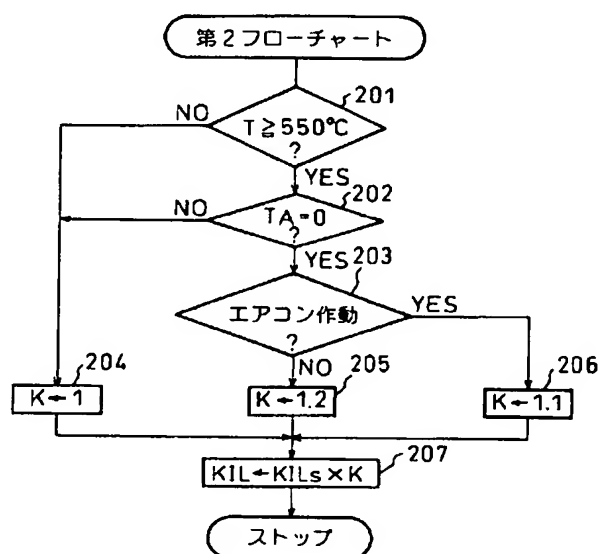 第2フローチャート
201
NO
T≧550℃
?
YES
202
NO
TA=0
?
YES
203
エアコン作動
?
YES
NO
204
K←1
205
K←1.2
206
K←1.1
207
KIL←KILs×K
ストップ